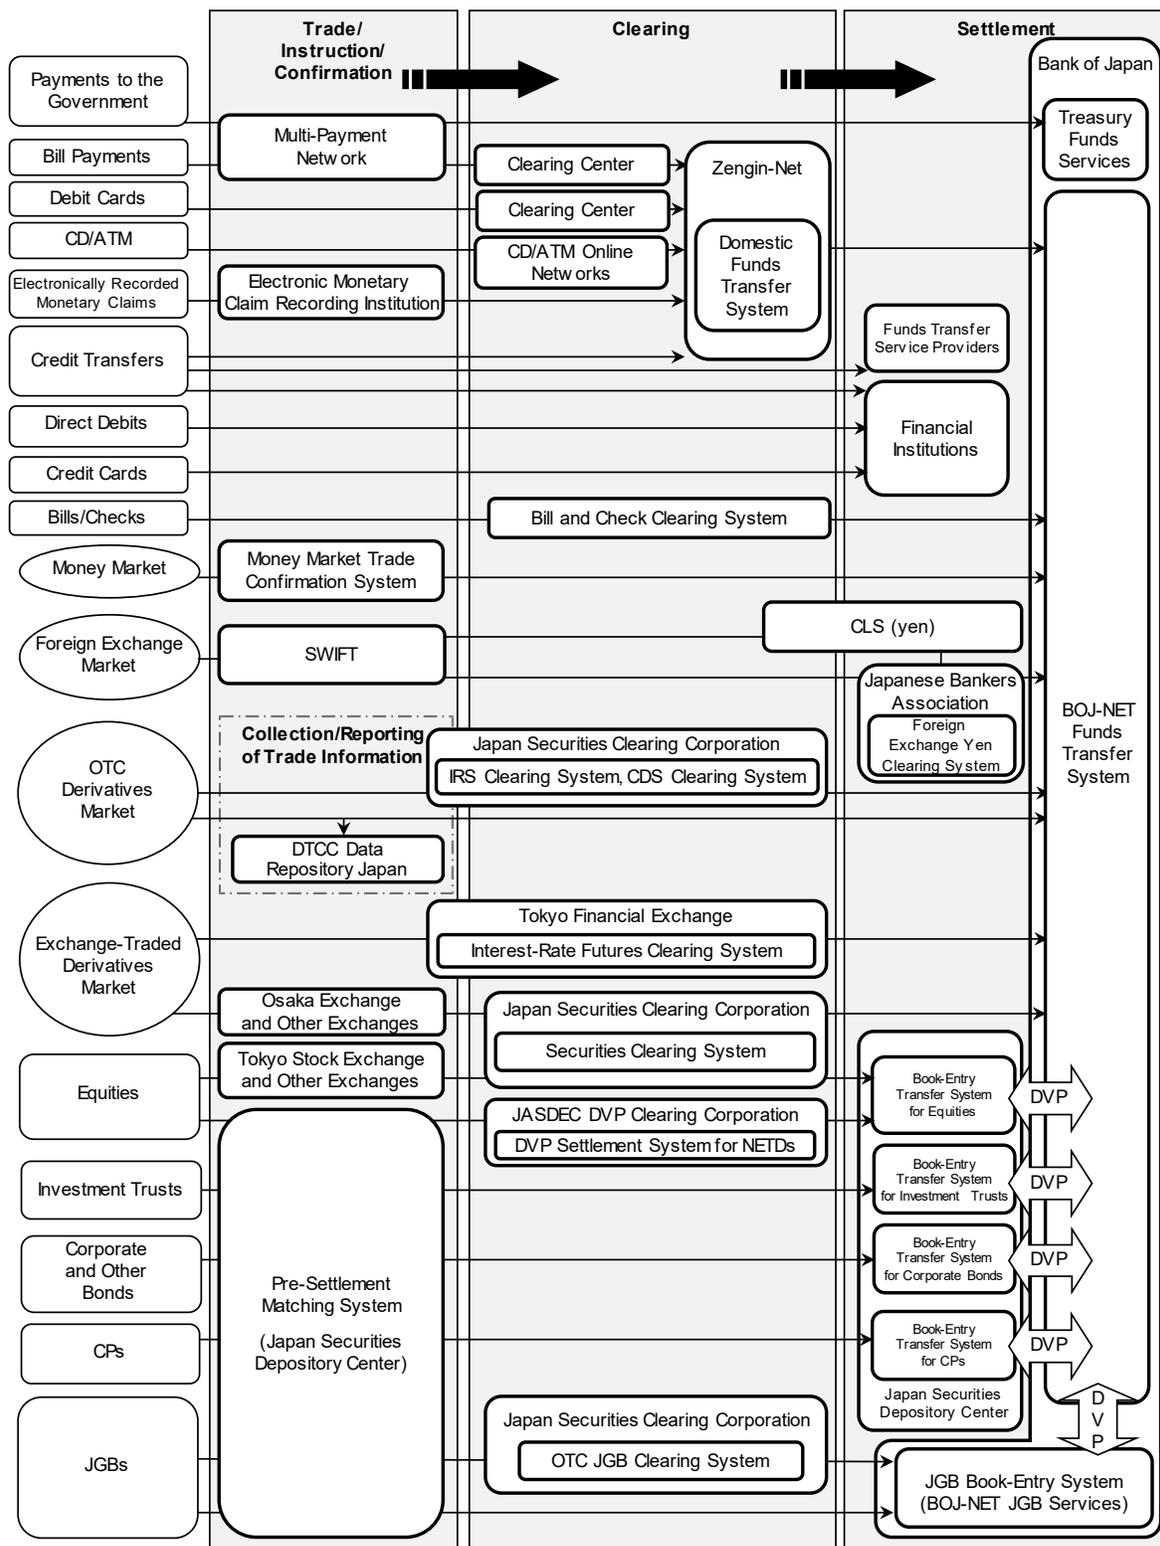 Trade/
Instruction/
Confirmation
Clearing
Settlement
Bank of Japan
Payments to the
Government
Multi-Payment
Network
Treasury
Funds
Services
Bill Payments
Clearing Center
Zengin-Net
Debit Cards
Clearing Center
CD/ATM
CD/ATM Online
Networks
Domestic
Funds
Transfer
System
Electronically Recorded
Monetary Claims
Electronic Monetary
Claim Recording Institution
Credit Transfers
Funds Transfer
Service Providers
Direct Debits
Financial
Institutions
Credit Cards
Bills/Checks
Bill and Check Clearing System
Money Market
Money Market Trade
Confirmation System
CLS (yen)
Foreign Exchange
Market
SWIFT
Japanese Bankers
Association
Foreign
Exchange Yen
Clearing System
BOJ-NET
Funds
Transfer
System
Collection/Reporting
of Trade Information
Japan Securities Clearing Corporation
IRS Clearing System, CDS Clearing System
OTC
Derivatives
Market
DTCC Data
Repository Japan
Tokyo Financial Exchange
Interest-Rate Futures Clearing System
Exchange-Traded
Derivatives
Market
Osaka Exchange
and Other Exchanges
Japan Securities Clearing Corporation
Securities Clearing System
Tokyo Stock Exchange
and Other Exchanges
Equities
Book-Entry
Transfer System
for Equities
DVP
JASDEC DVP Clearing Corporation
DVP Settlement System for NETDs
Investment Trusts
Book-Entry
Transfer System
for Investment Trusts
DVP
Corporate
and Other
Bonds
Book-Entry
Transfer System
for Corporate Bonds
DVP
Pre-Settlement
Matching System
(Japan Securities
Depository Center)
CPs
Book-Entry
Transfer System
for CPs
DVP
Japan Securities
Depository Center
D
V
P
Japan Securities Clearing Corporation
OTC JGB Clearing System
JGBs
JGB Book-Entry System
(BOJ-NET JGB Services)